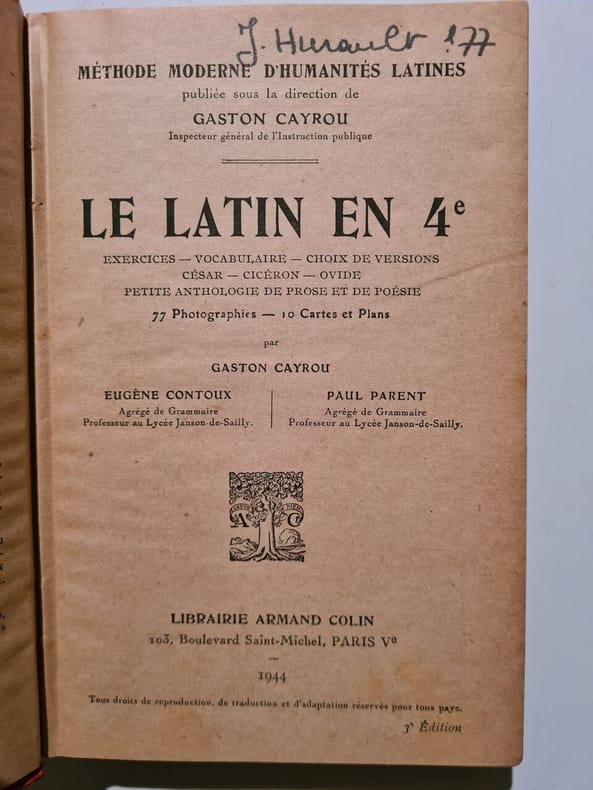 J. Hurault
MÉTHODE MODERNE D'HUMANITÉS LATINES
publiée sous la direction de
GASTON CAYROU
Inspecteur général de l'Instruction publique
LE LATIN EN 4e
EXERCICES — VOCABULAIRE — CHOIX DE VERSIONS
CÉSAR — CICÉRON — OVIDE
PETITE ANTHOLOGIE DE PROSE ET DE POÉSIE
77 Photographies — 10 Cartes et Plans
par
GASTON CAYROU
EUGÈNE CONTOUX
Agrégé de Grammaire
Professeur au Lycée Janson-de-Sailly.
PAUL PARENT
Agrégé de Grammaire
Professeur au Lycée Janson-de-Sailly.
A C
LIBRAIRIE ARMAND COLIN
103, Boulevard Saint-Michel, PARIS Ve
1944
Tous droits de reproduction, de traduction et d'adaptation réservés pour tous pays.
3e Édition